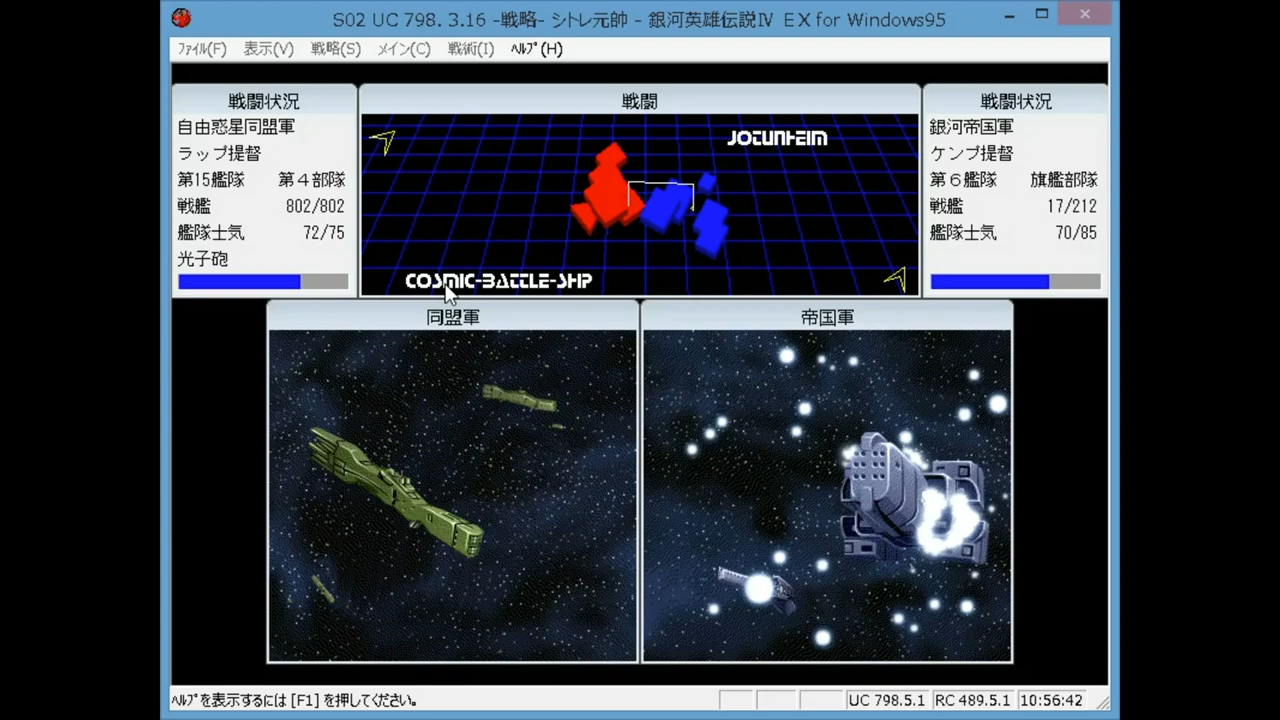 S02 UC 798. 3.16 -戦略- シトレ元帥 - 銀河英雄伝説Ⅳ EX for Windows95
ﾌｧｲﾙ(F) 表示(V) 戦略(S) メイン(C) 戦術(I) ﾍﾙﾌﾟ(H)
戦闘状況
自由惑星同盟軍
ラップ提督
第15艦隊 第４部隊
戦艦 802/802
艦隊士気 72/75
光子砲
戦闘
JOTUNHEIM
COSMIC-BATTLE-SHIP
戦闘状況
銀河帝国軍
ケンプ提督
第６艦隊 旗艦部隊
戦艦 17/212
艦隊士気 70/85
同盟軍
帝国軍
ﾍﾙﾌﾟを表示するには [F1] を押してください。
UC 798.5.1 RC 489.5.1 10:56:42